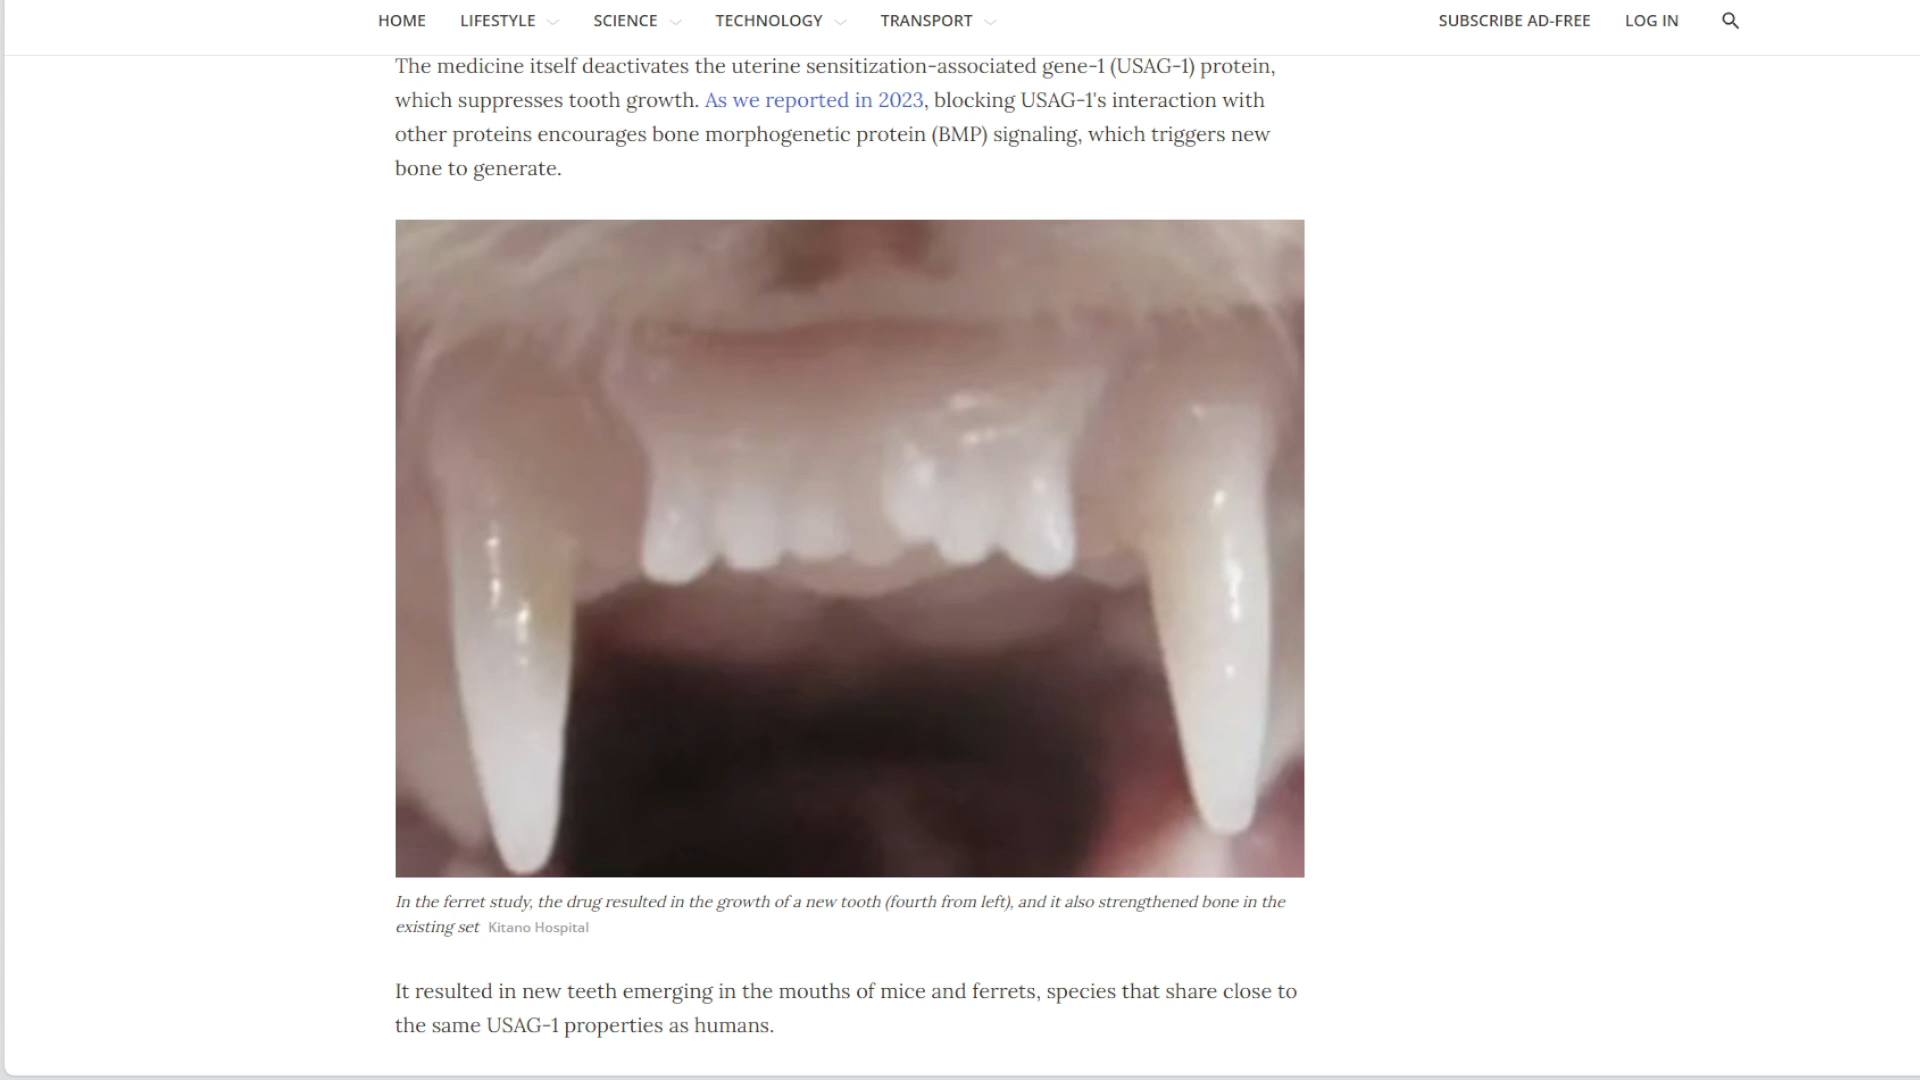 HOME LIFESTYLE SCIENCE TECHNOLOGY TRANSPORT SUBSCRIBE AD-FREE LOG IN
The medicine itself deactivates the uterine sensitization-associated gene-1 (USAG-1) protein,
which suppresses tooth growth. As we reported in 2023, blocking USAG-1's interaction with
other proteins encourages bone morphogenetic protein (BMP) signaling, which triggers new
bone to generate.
In the ferret study, the drug resulted in the growth of a new tooth (fourth from left), and it also strengthened bone in the
existing set Kitano Hospital
It resulted in new teeth emerging in the mouths of mice and ferrets, species that share close to
the same USAG-1 properties as humans.